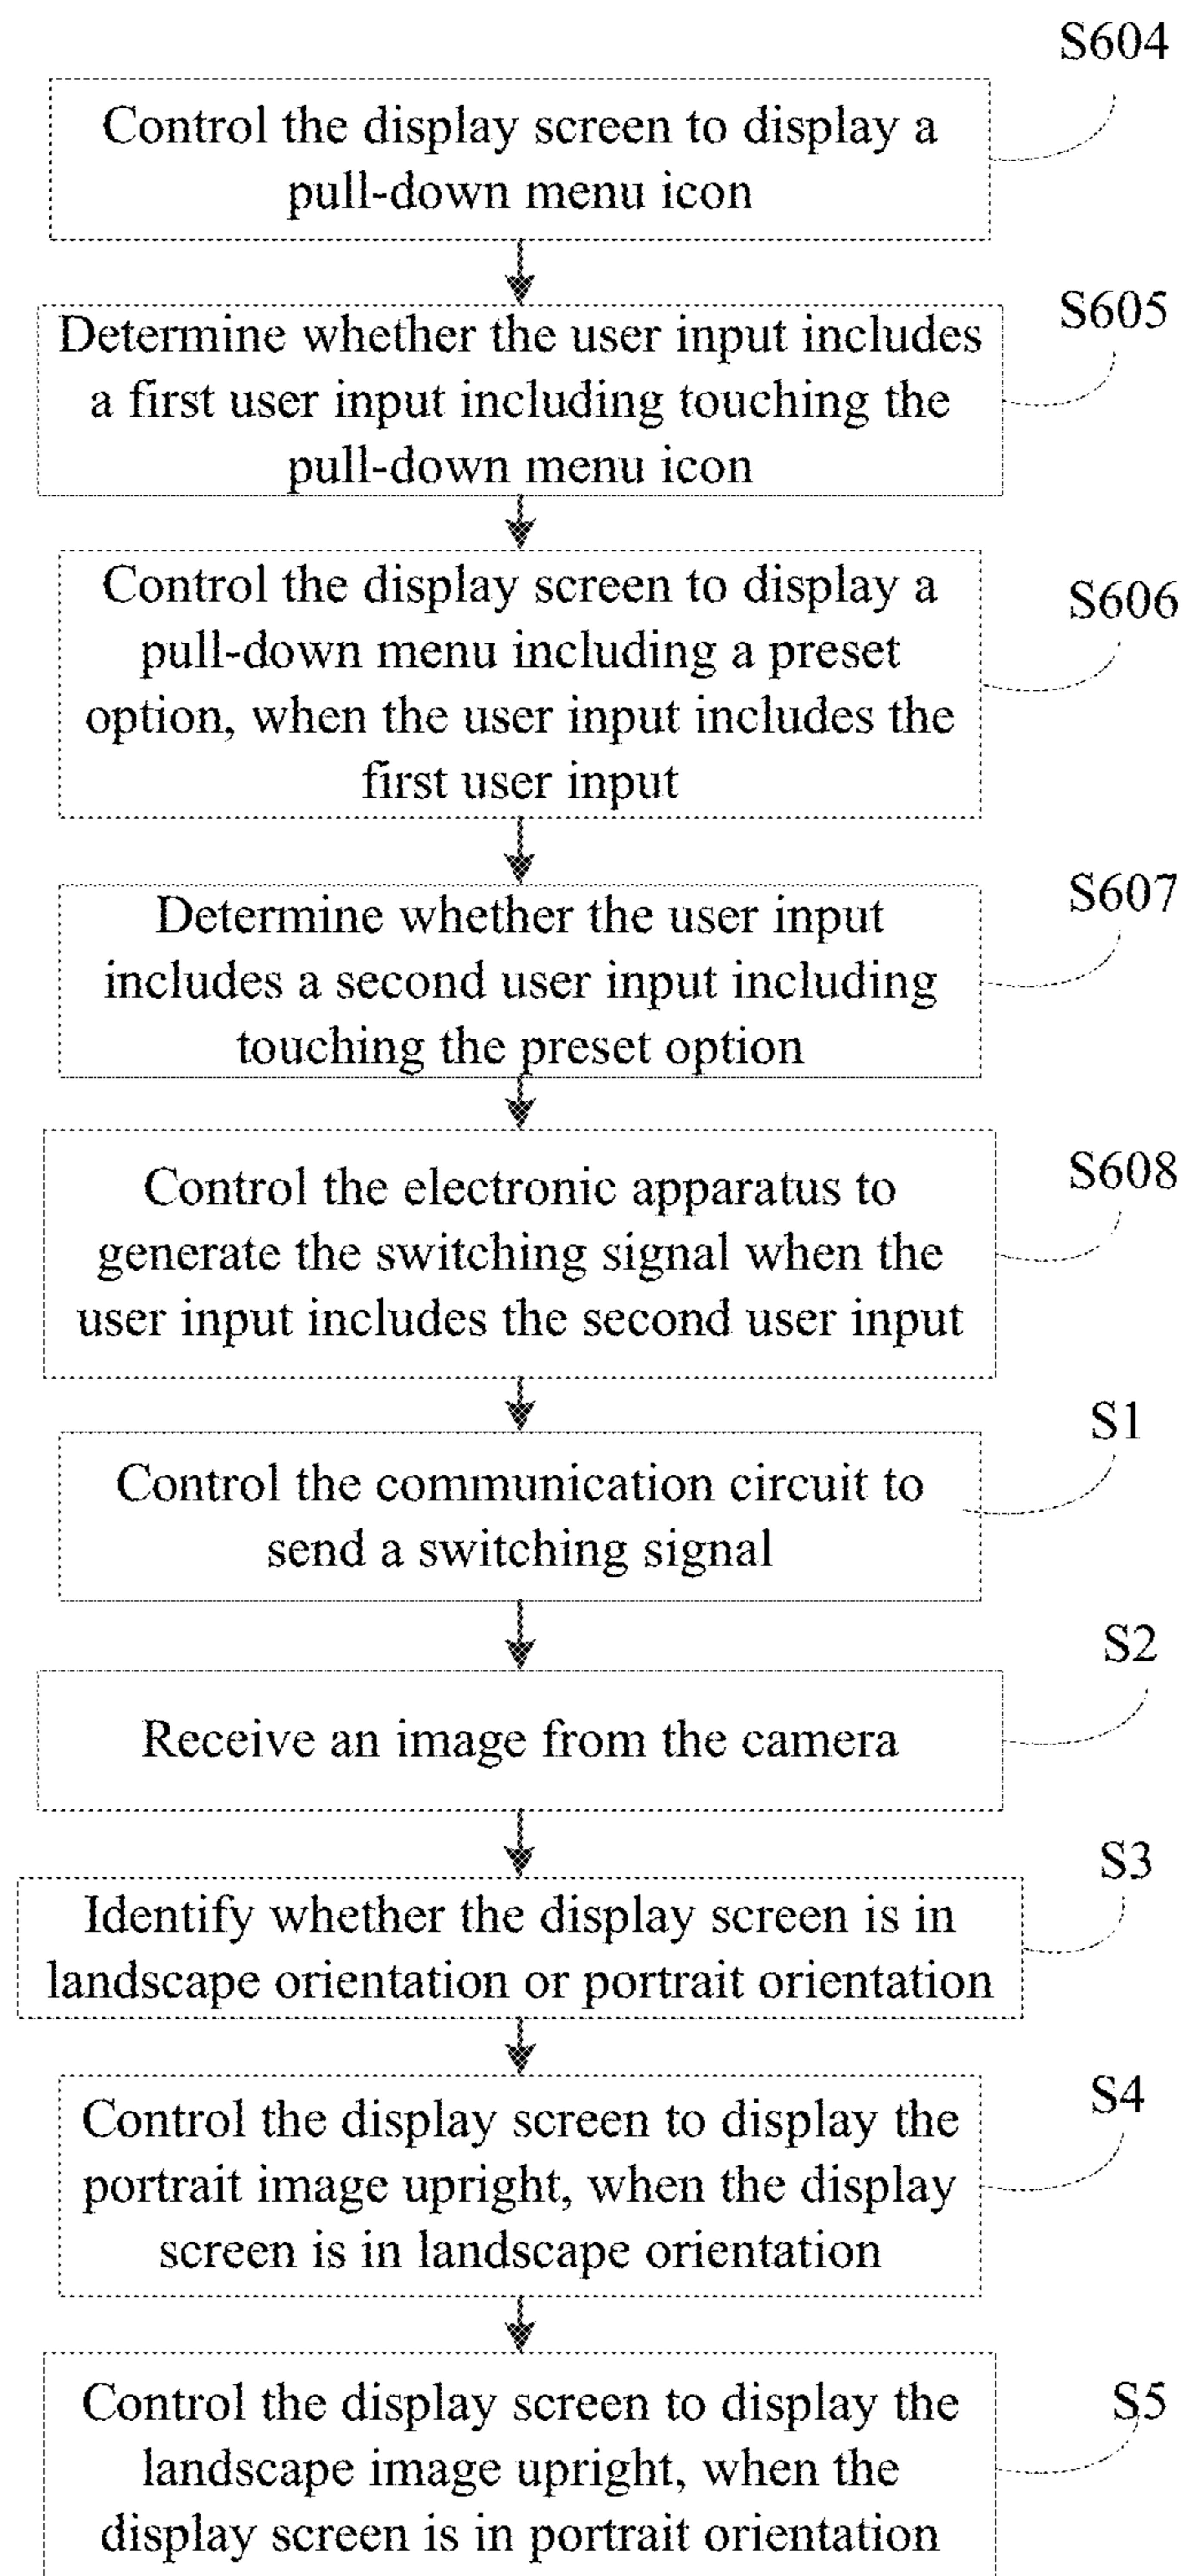 S604
Control the display screen to display a
pull-down menu icon
S605
Determine whether the user input includes
a first user input including touching the
pull-down menu icon
S606
Control the display screen to display a
pull-down menu including a preset
option, when the user input includes the
first user input
S607
Determine whether the user input
includes a second user input including
touching the preset option
S608
Control the electronic apparatus to
generate the switching signal when the
user input includes the second user input
S1
Control the communication circuit to
send a switching signal
S2
Receive an image from the camera
S3
Identify whether the display screen is in
landscape orientation or portrait orientation
S4
Control the display screen to display the
portrait image upright, when the display
screen is in landscape orientation
S5
Control the display screen to display the
landscape image upright, when the
display screen is in portrait orientation